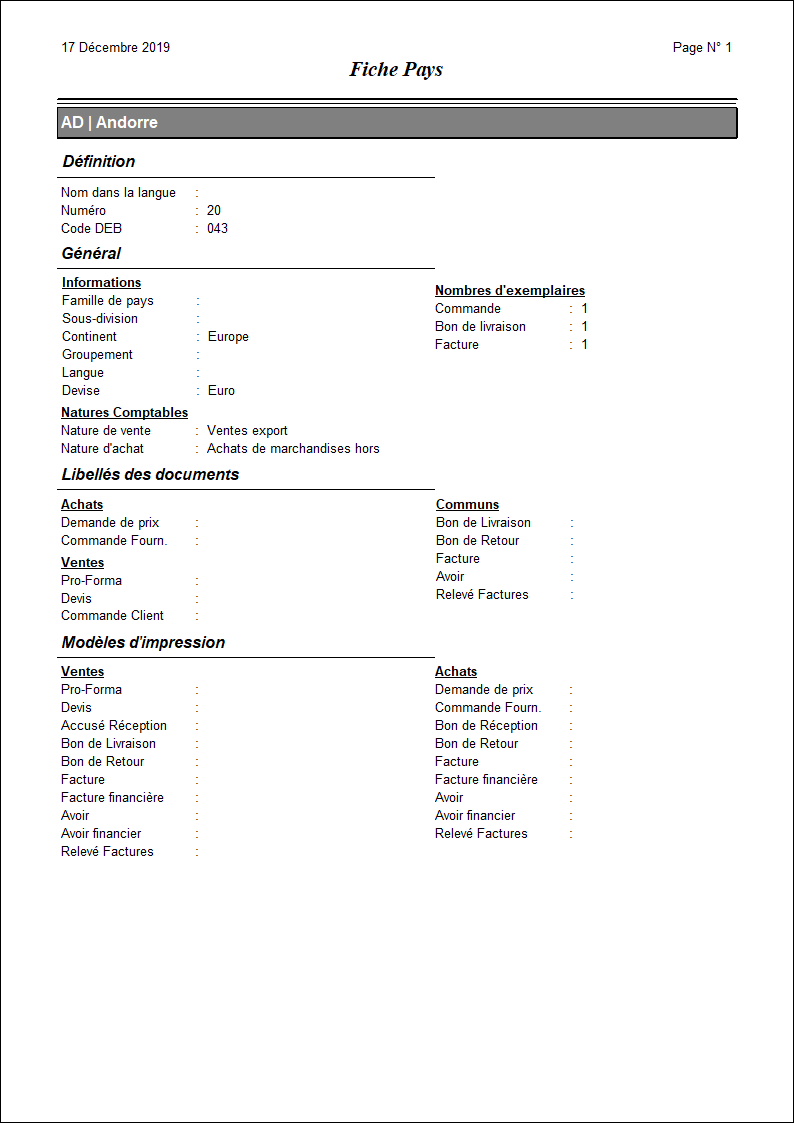 17 Décembre 2019 Page N° 1
Fiche Pays
AD | Andorre
Définition
Nom dans la langue :
Numéro : 20
Code DEB : 043
Général
Informations
Famille de pays :
Sous-division :
Continent : Europe
Groupement :
Langue :
Devise : Euro
Nombres d'exemplaires
Commande : 1
Bon de livraison : 1
Facture : 1
Natures Comptables
Nature de vente : Ventes export
Nature d'achat : Achats de marchandises hors
Libellés des documents
Achats
Demande de prix :
Commande Fourn. :
Ventes
Pro-Forma :
Devis :
Commande Client :
Communs
Bon de Livraison :
Bon de Retour :
Facture :
Avoir :
Relevé Factures :
Modèles d'impression
Ventes
Pro-Forma :
Devis :
Accusé Réception :
Bon de Livraison :
Bon de Retour :
Facture :
Facture financière :
Avoir :
Avoir financier :
Relevé Factures :
Achats
Demande de prix :
Commande Fourn. :
Bon de Réception :
Bon de Retour :
Facture :
Facture financière :
Avoir :
Avoir financier :
Relevé Factures :